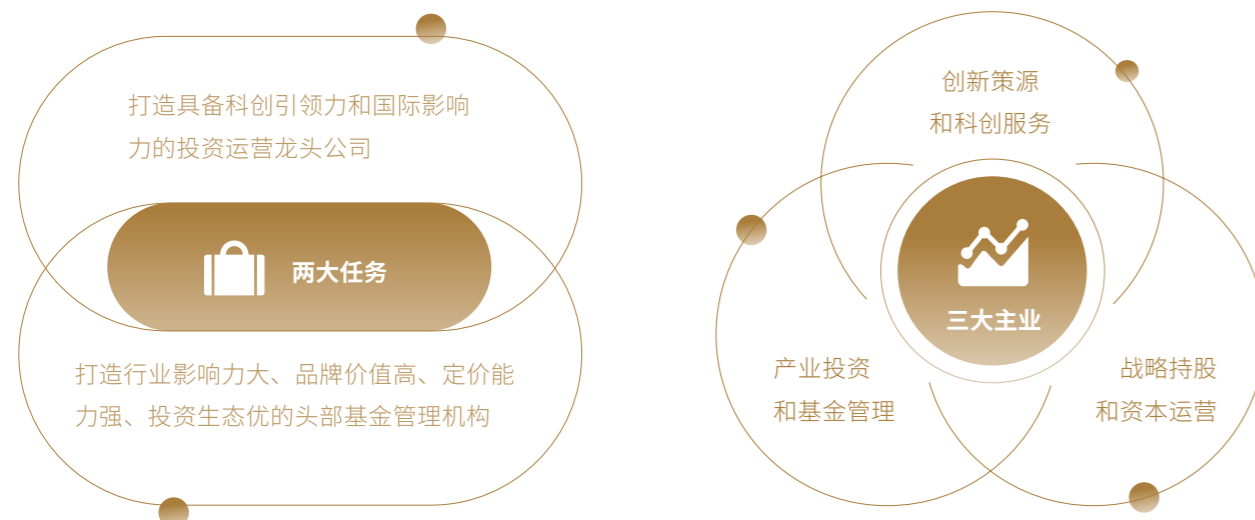 打造具备科创引领力和国际影响
力的投资运营龙头公司
两大任务
打造行业影响力大、品牌价值高、定价能
力强、投资生态优的头部基金管理机构
创新策源
和科创服务
三大主业
产业投资
和基金管理
战略持股
和资本运营